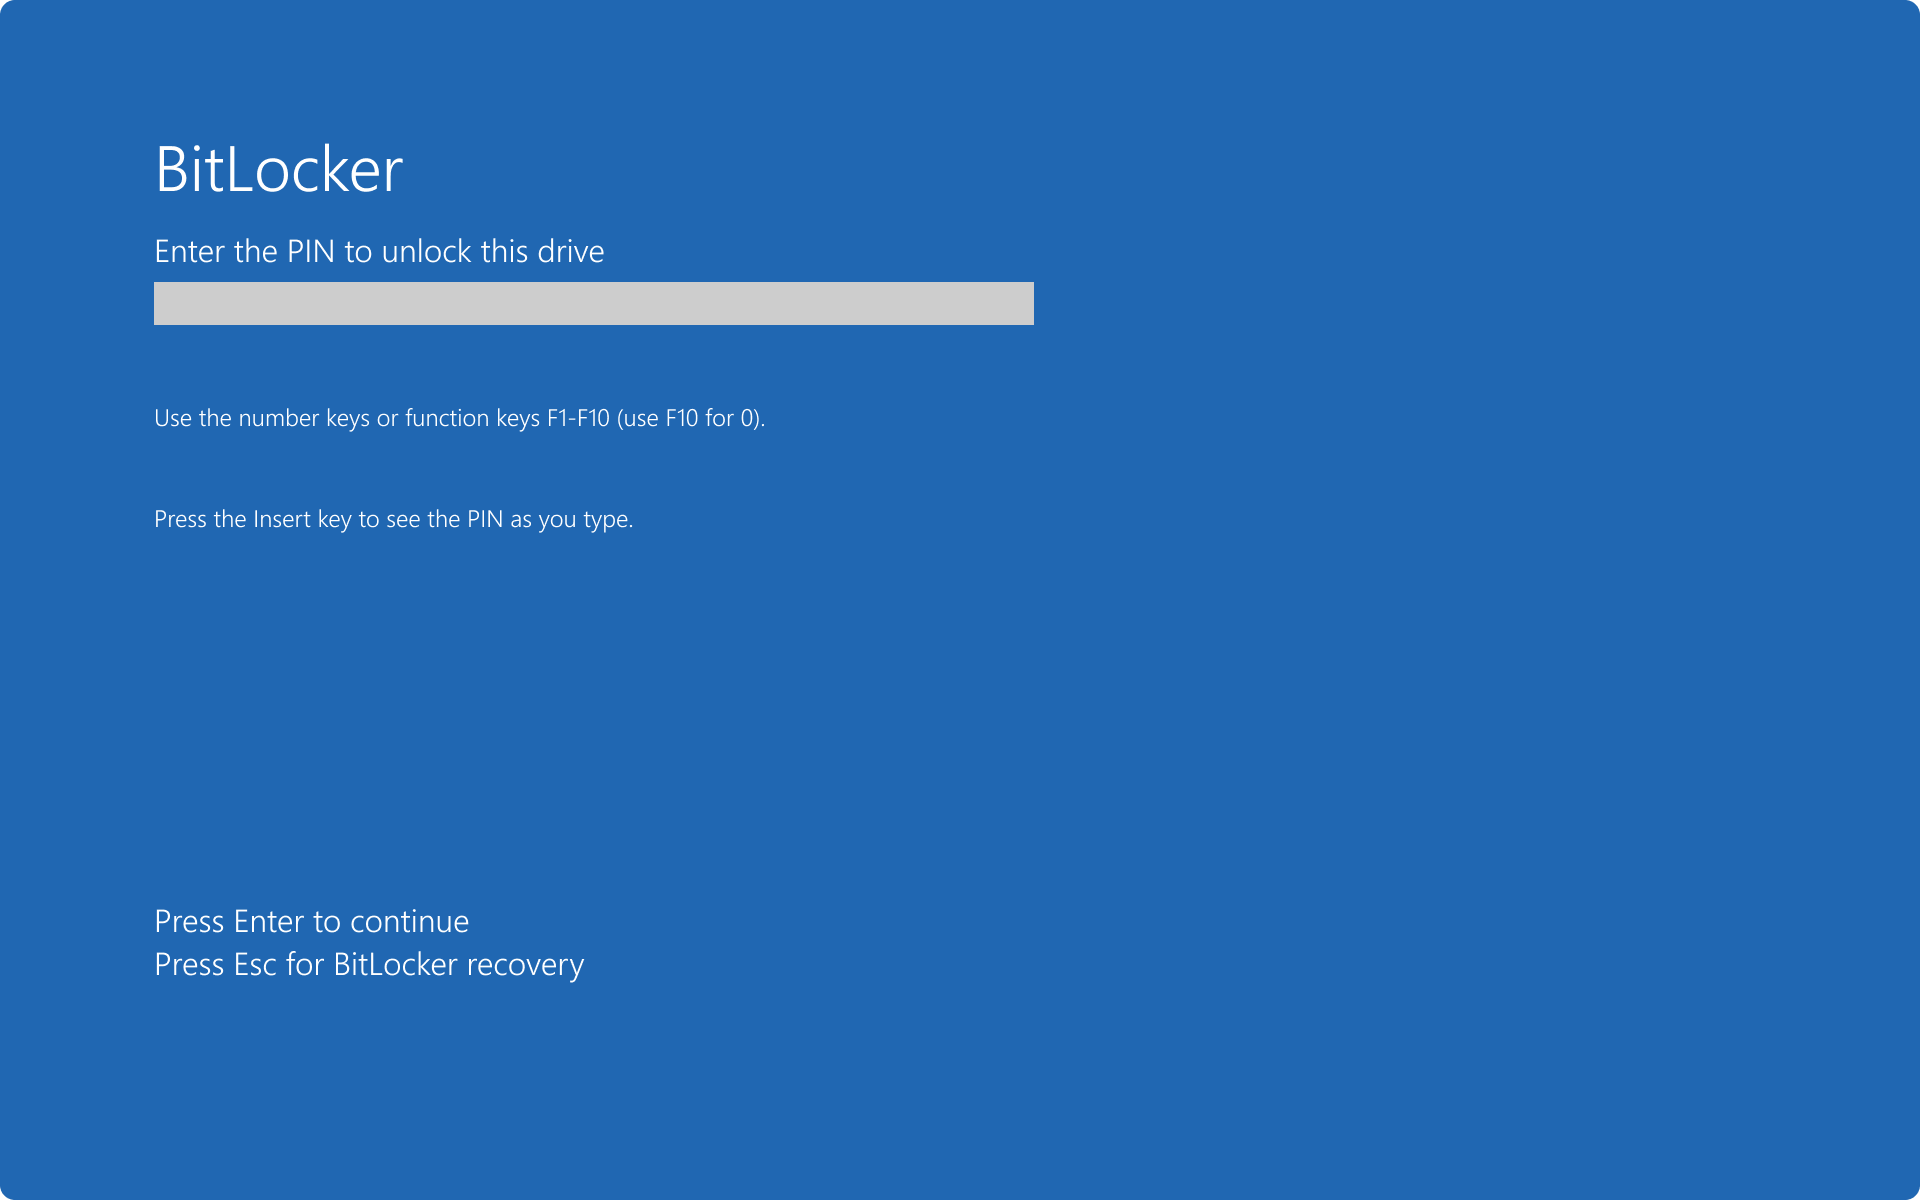 BitLocker
Enter the PIN to unlock this drive
Use the number keys or function keys F1-F10 (use F10 for 0).
Press the Insert key to see the PIN as you type.
Press Enter to continue
Press Esc for BitLocker recovery